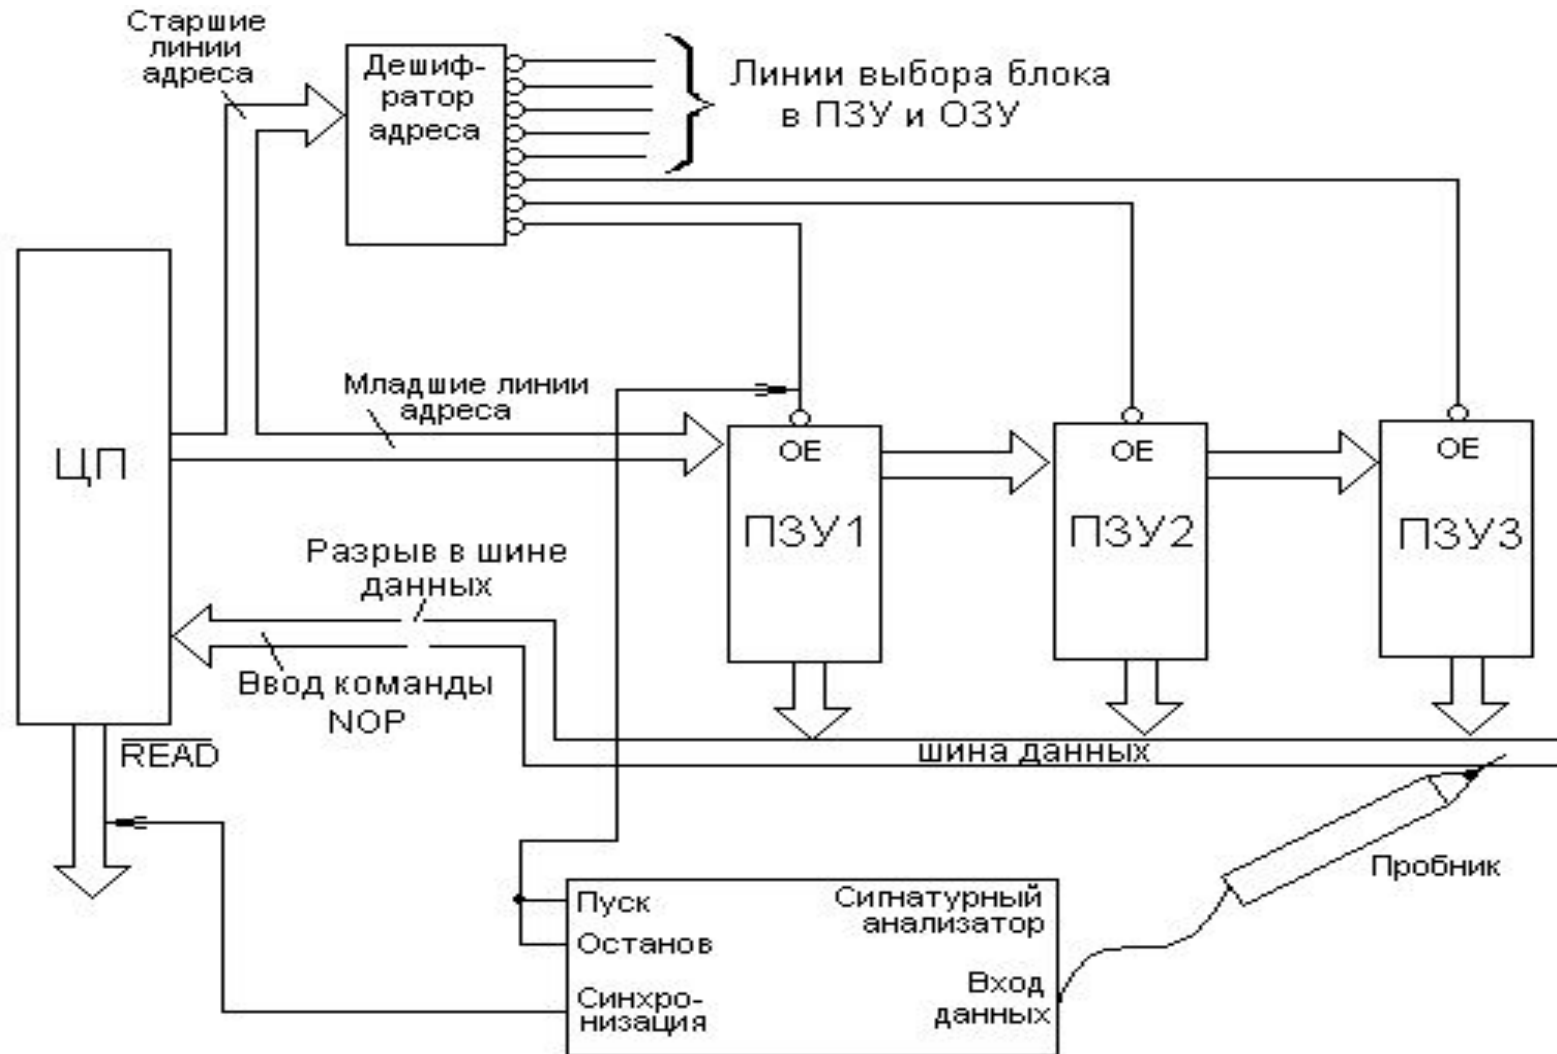 Старшие
линии
адреса
Дешиф-
ратор
адреса
Линии выбора блока
в ПЗУ и ОЗУ
Младшие линии
адреса
ЦП
OE
OE
OE
ПЗУ1
ПЗУ2
ПЗУ3
Разрыв в шине
данных
Ввод команды
NOP
READ
шина данных
Пробник
Пуск
Останов
Синхро-
низация
Сигнатурный
анализатор
Вход
данных